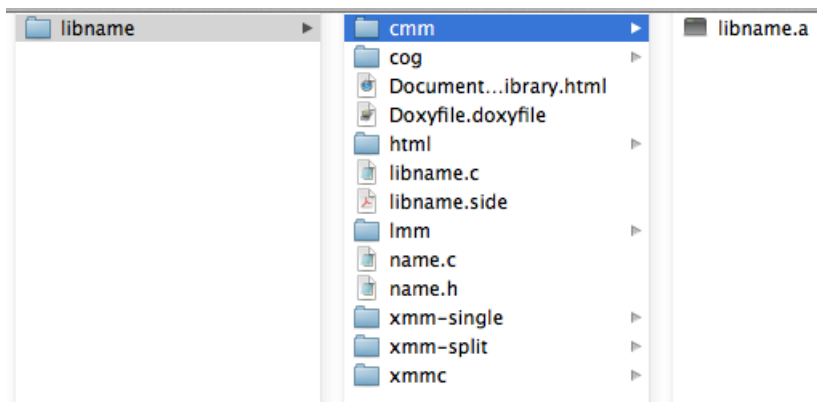 libname
cmm
cog
Document...ibrary.html
Doxyfile.doxyfile
html
libname.c
libname.side
lmm
name.c
name.h
xmm-single
xmm-split
xmmc
libname.a